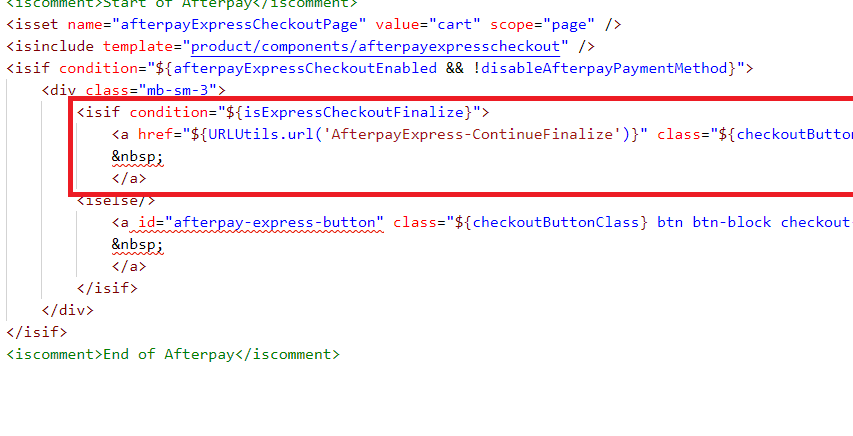 <iscomment>Start of Afterpay</iscomment>
<isset name="afterpayExpressCheckoutPage" value="cart" scope="page" />
<isinclude template="product/components/afterpayexpresscheckout" />
<isif condition="${afterpayExpressCheckoutEnabled && !disableAfterpayPaymentMethod}">
<div class="mb-sm-3">
<isif condition="${isExpressCheckoutFinalize}">
<a href="${URLUtils.url('AfterpayExpress-ContinueFinalize')}" class="${checkoutButton
&nbsp;
</a>
<iselse/>
<a id="afterpay-express-button" class="${checkoutButtonClass} btn btn-block checkout-
&nbsp;
</a>
</isif>
</div>
</isif>
<iscomment>End of Afterpay</iscomment>